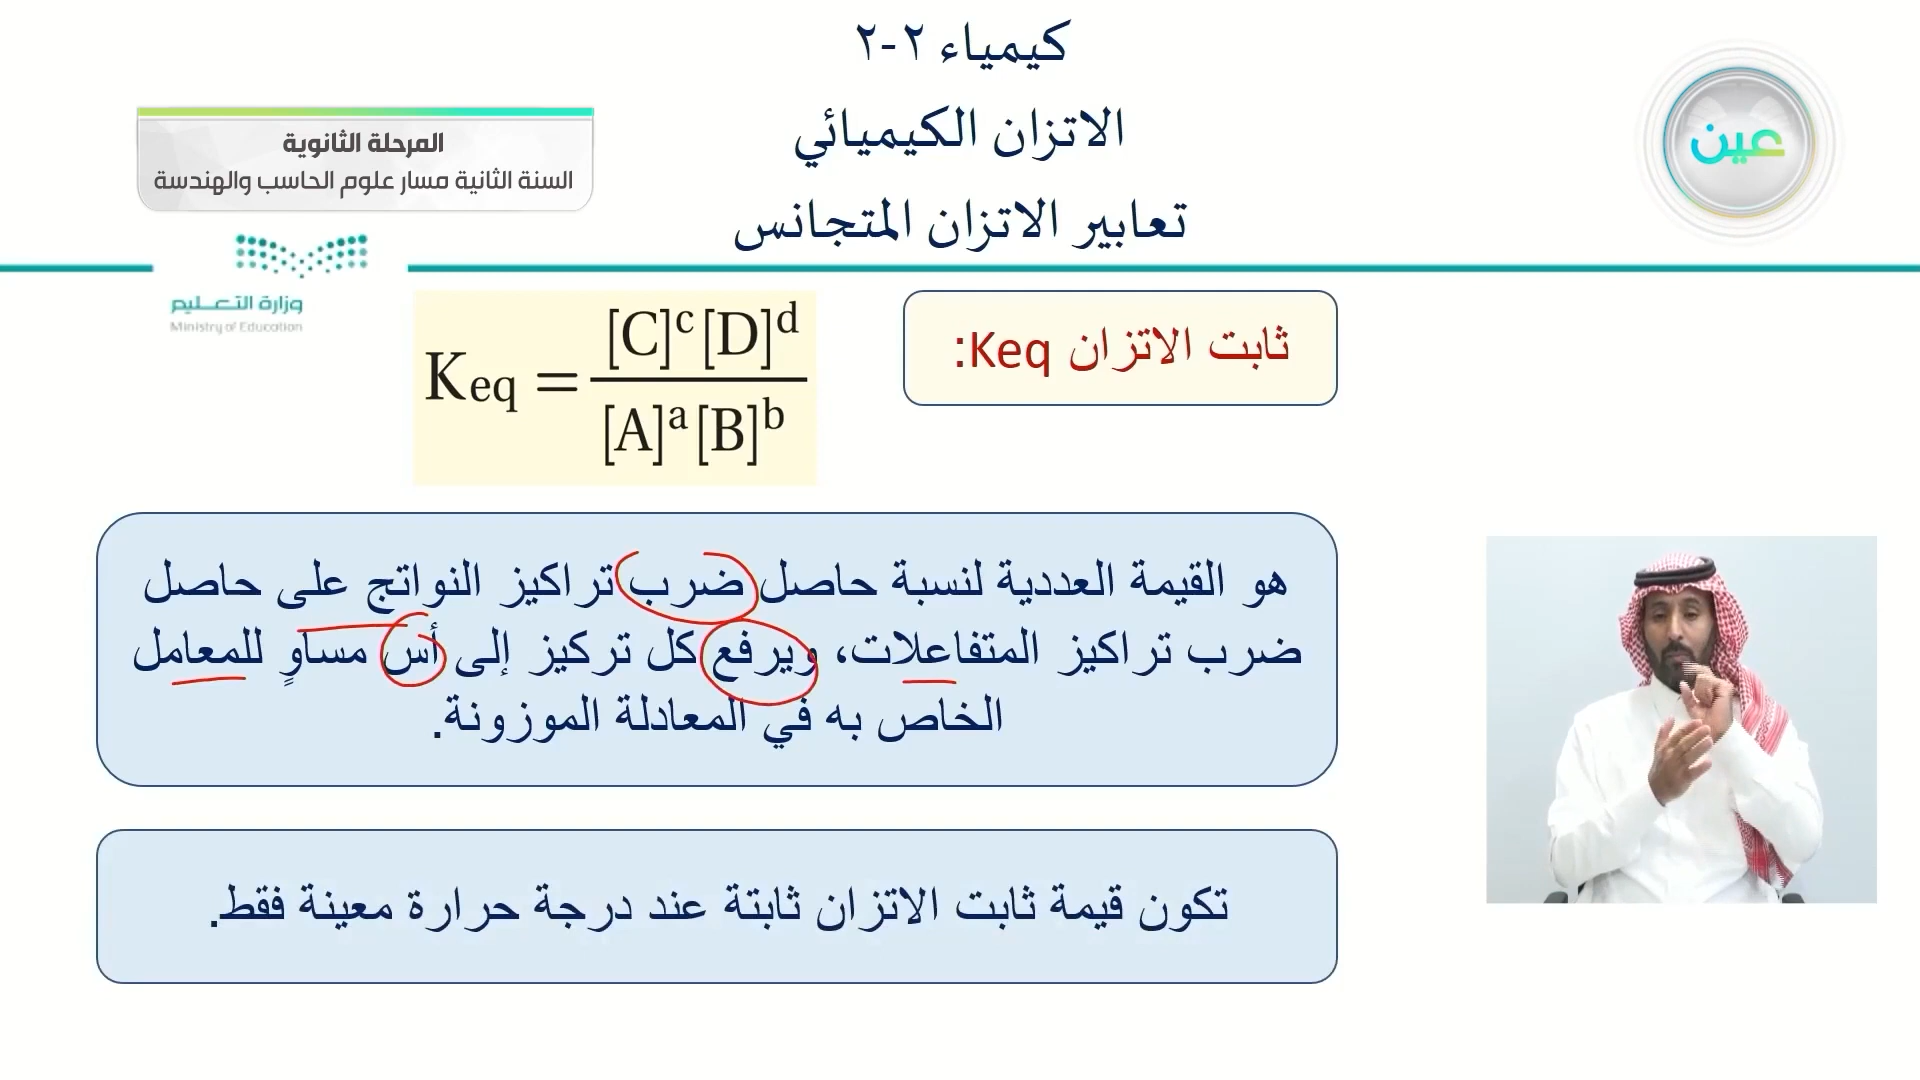 كيمياء ٢-٢
الاتزان الكيميائي
تعابير الاتزان المتجانس
عين
المرحلة الثانوية
السنة الثانية مسار علوم الحاسب والهندسة
وزارة التعليم
Ministry of Education
ثابت الاتزان Keq:
Keq = [C]^c [D]^d / [A]^a [B]^b
هو القيمة العددية لنسبة حاصل ضرب تراكيز النواتج على حاصل
ضرب تراكيز المتفاعلات، ويرفع كل تركيز إلى أس مساوٍ للمعامل
الخاص به في المعادلة الموزونة.
تكون قيمة ثابت الاتزان ثابتة عند درجة حرارة معينة فقط.